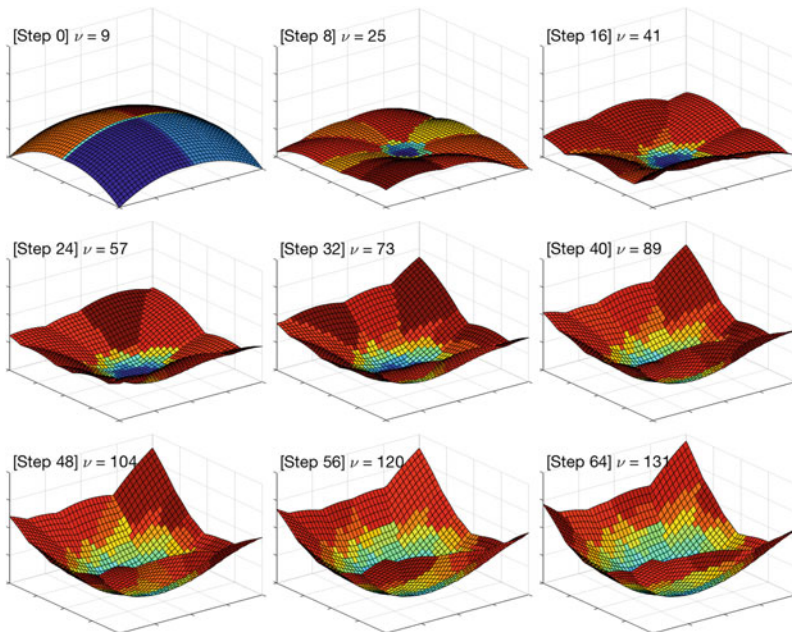 [Step 0] ν = 9
[Step 8] ν = 25
[Step 16] ν = 41
[Step 24] ν = 57
[Step 32] ν = 73
[Step 40] ν = 89
[Step 48] ν = 104
[Step 56] ν = 120
[Step 64] ν = 131